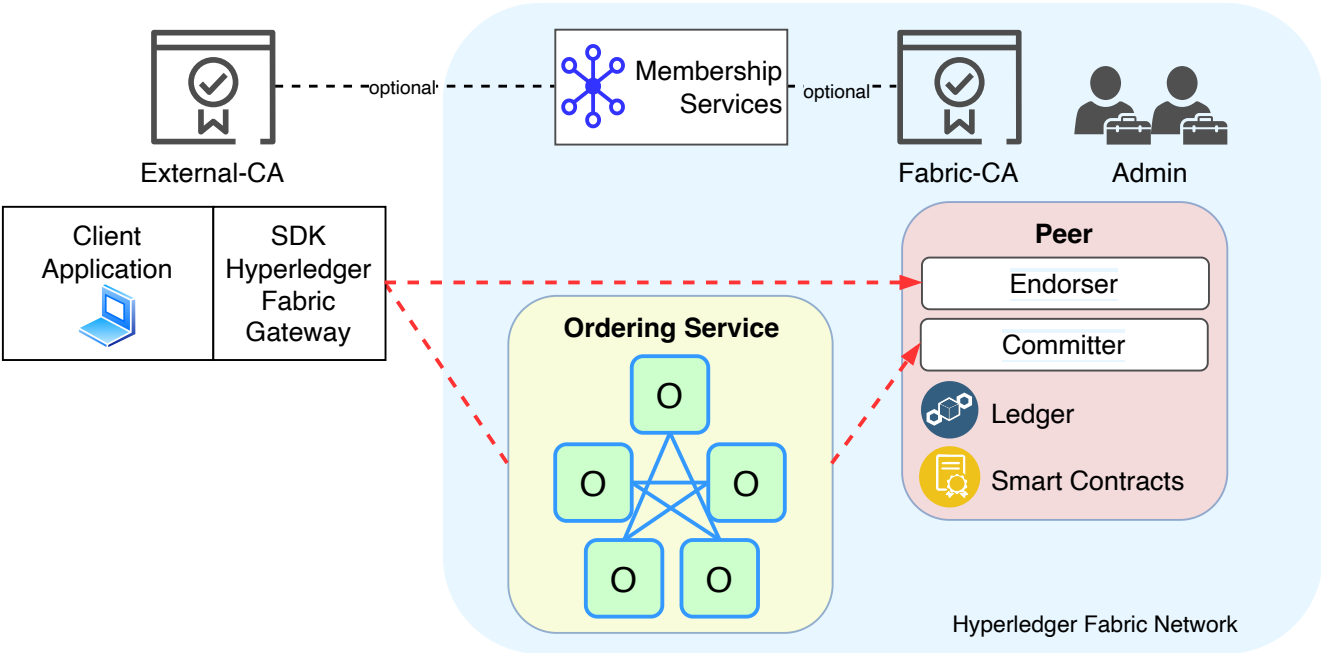 optional
Membership
Services
optional
External-CA
Fabric-CA
Admin
Client
Application
SDK
Hyperledger
Fabric
Gateway
Peer
Endorser
Committer
Ledger
Smart Contracts
Ordering Service
O
O
O
O
O
Hyperledger Fabric Network